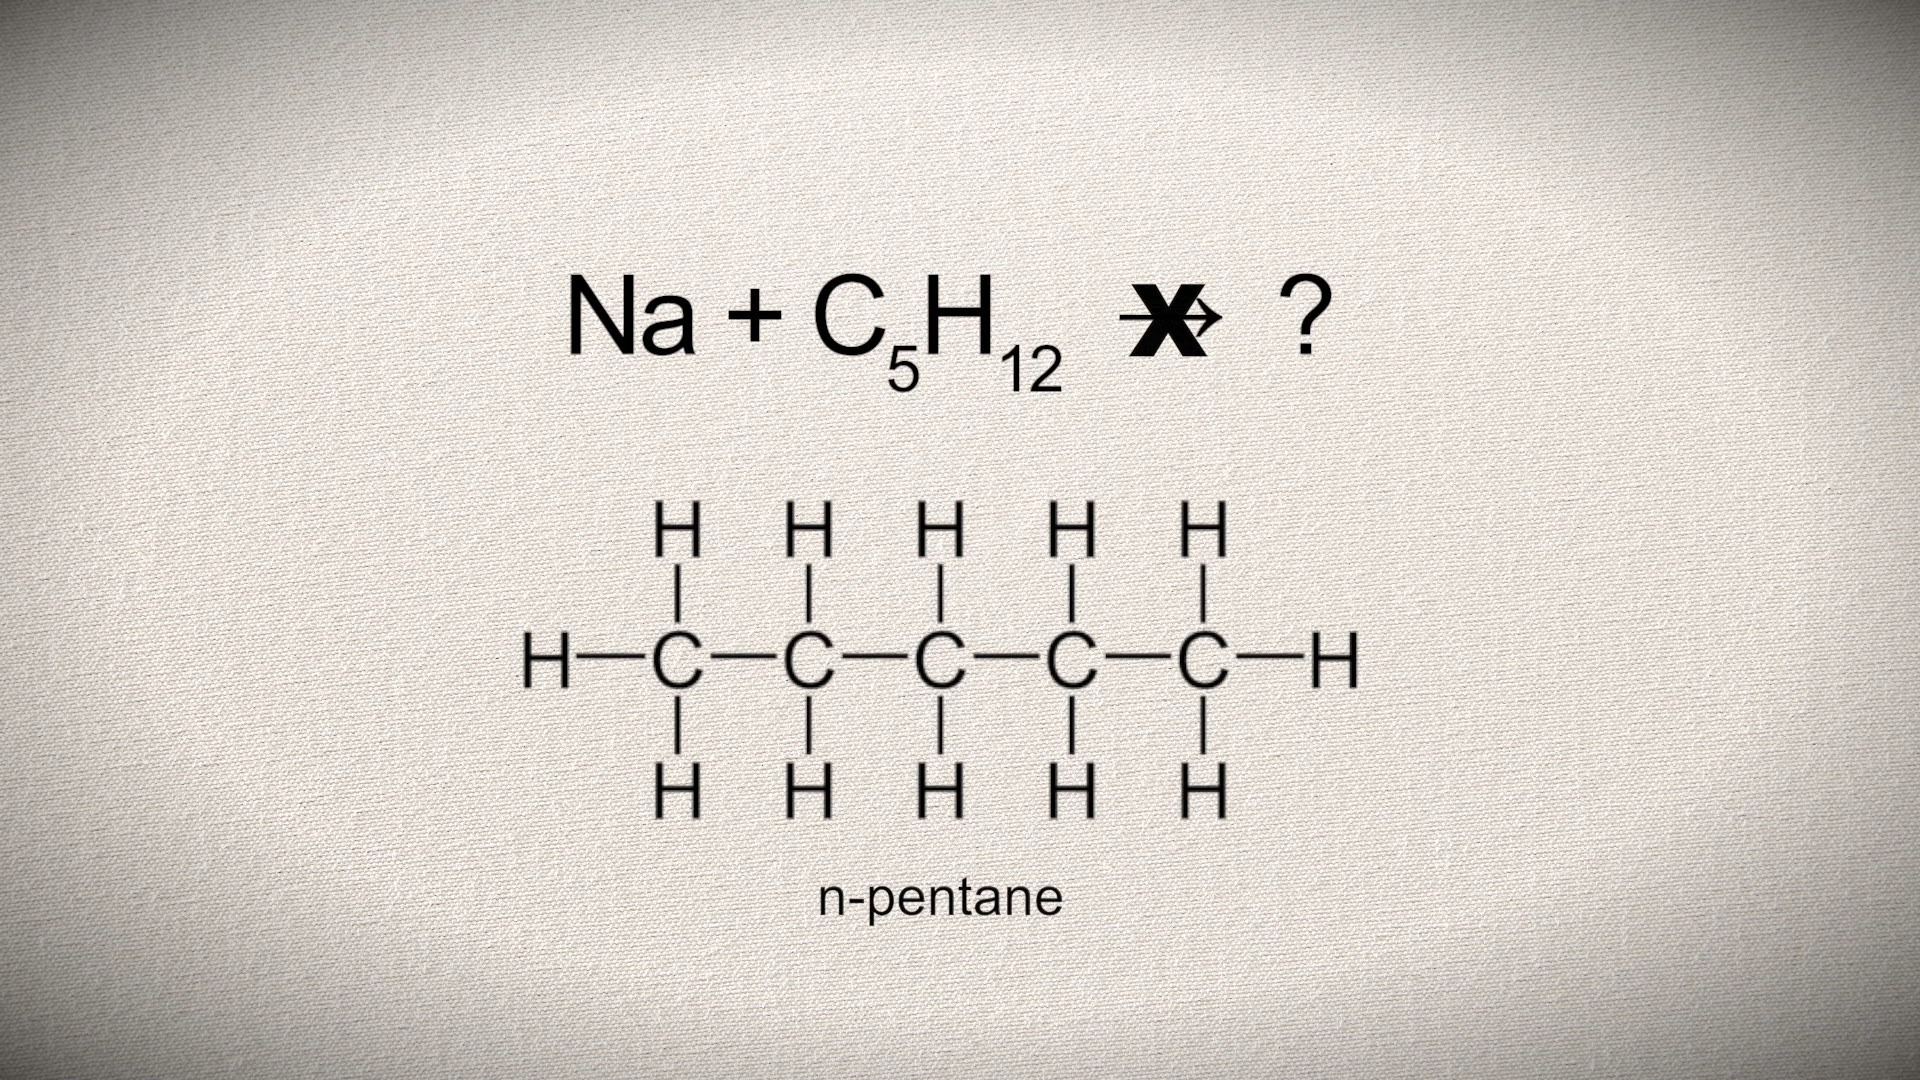 Na + C5H12 X→ ?
H H H H H
H—C—C—C—C—C—H
H H H H H
n-pentane